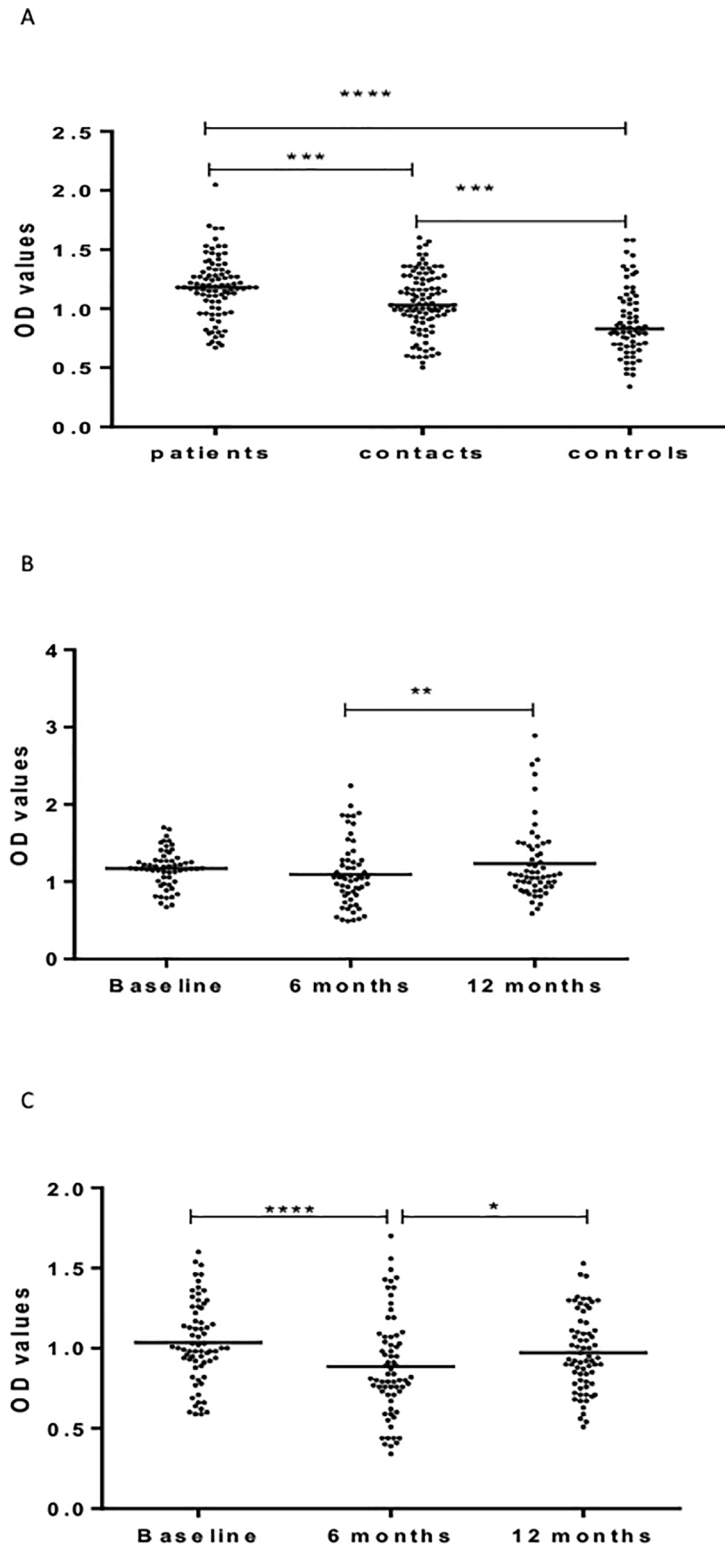 A
****
2.5
***
***
2.0
1.5
1.0
0.5
0.0
OD values
patients contacts controls
B
4
**
3
2
1
0
OD values
Baseline 6 months 12 months
C
2.0
**** *
1.5
1.0
0.5
0.0
OD values
Baseline 6 months 12 months